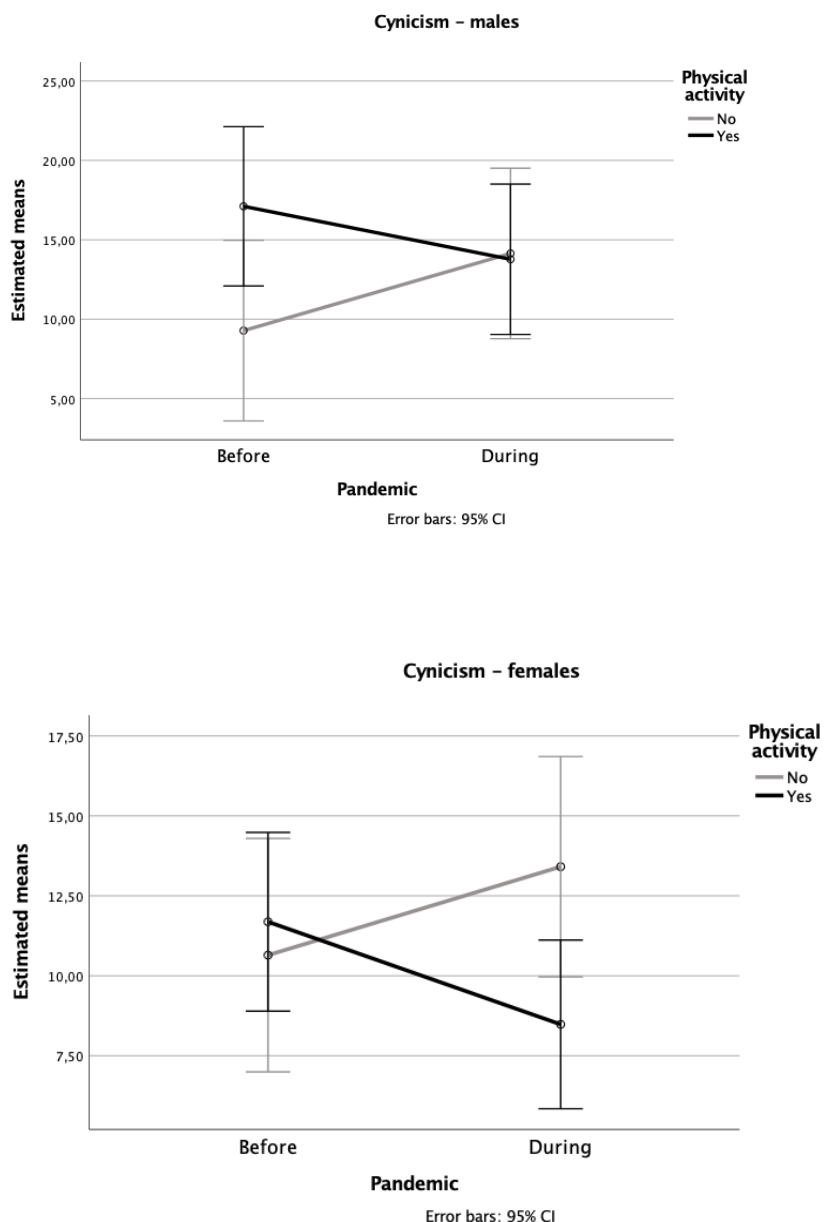 Cynicism – males
Physical
activity
No
Yes
25,00
20,00
15,00
10,00
5,00
Estimated means
Before
During
Pandemic
Error bars: 95% CI
Cynicism – females
Physical
activity
No
Yes
17,50
15,00
12,50
10,00
7,50
Estimated means
Before
During
Pandemic
Error bars: 95% CI